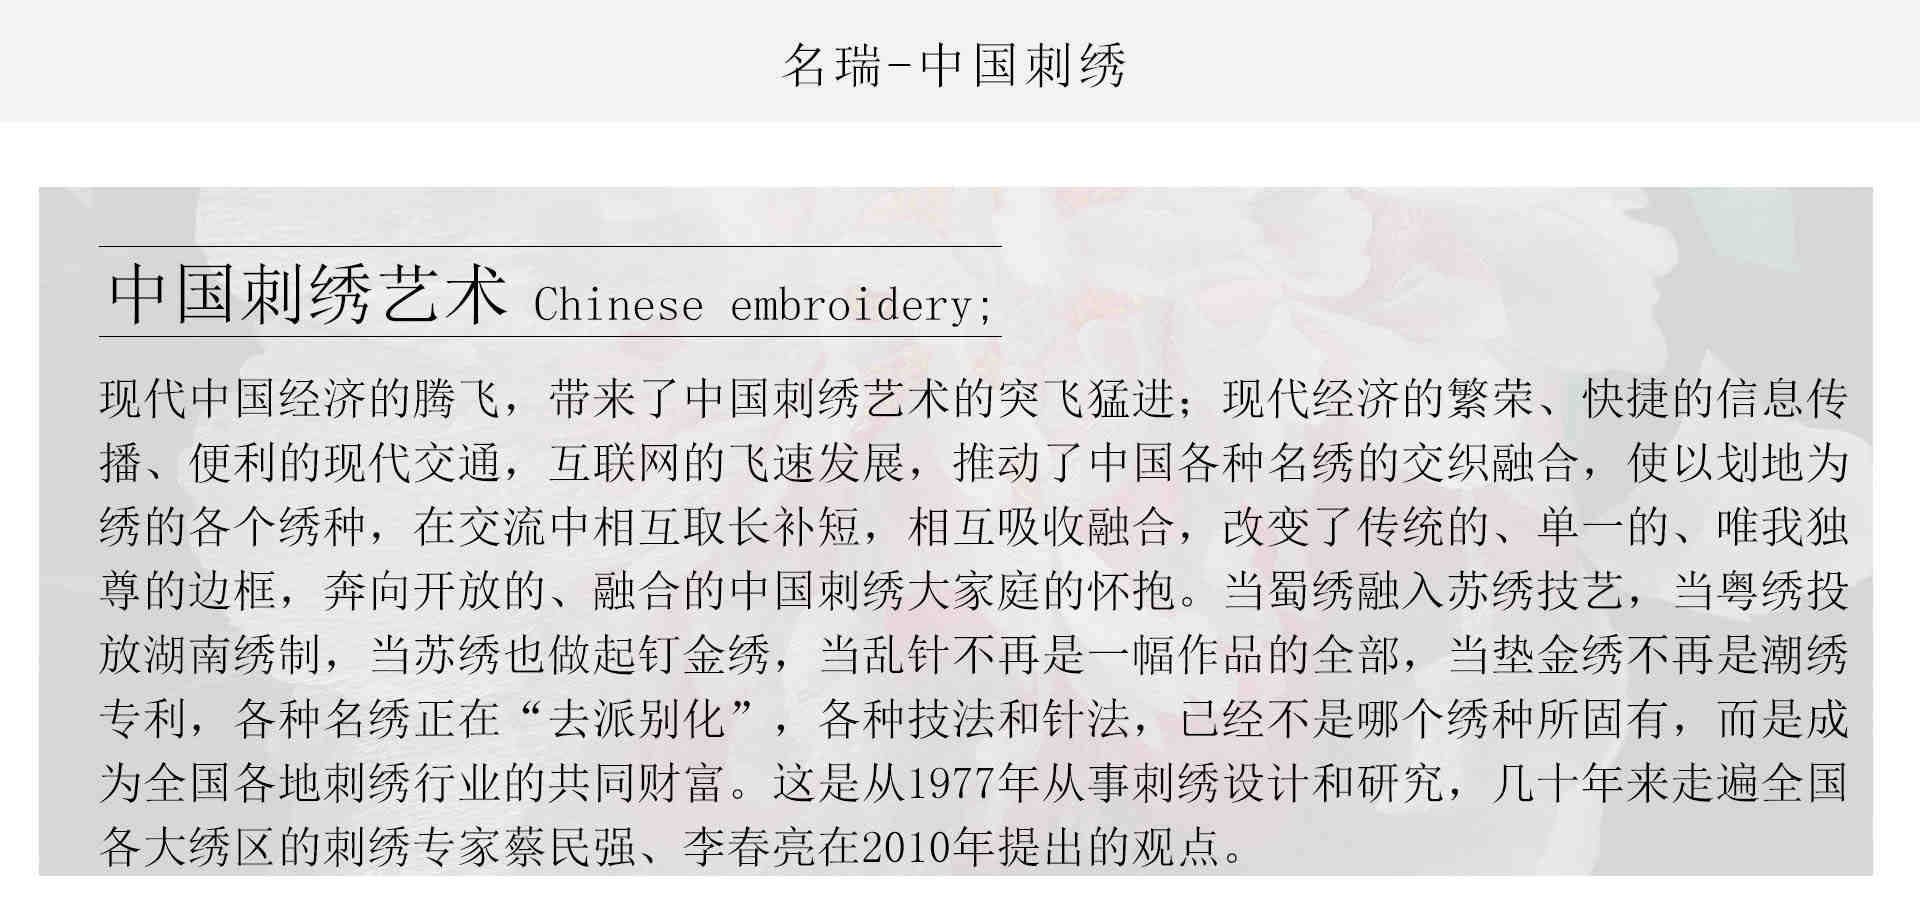 名瑞-中国刺绣
中国刺绣艺术 Chinese embroidery;
现代中国经济的腾飞，带来了中国刺绣艺术的突飞猛进；现代经济的繁荣、快捷的信息传
播、便利的现代交通，互联网的飞速发展，推动了中国各种名绣的交织融合，使以划地为
绣的各个绣种，在交流中相互取长补短，相互吸收融合，改变了传统的、单一的、唯我独
尊的边框，奔向开放的、融合的中国刺绣大家庭的怀抱。当蜀绣融入苏绣技艺，当粤绣投
放湖南绣制，当苏绣也做起钉金绣，当乱针不再是一幅作品的全部，当垫金绣不再是潮绣
专利，各种名绣正在“去派别化”，各种技法和针法，已经不是哪个绣种所固有，而是成
为全国各地刺绣行业的共同财富。这是从1977年从事刺绣设计和研究，几十年来走遍全国
各大绣区的刺绣专家蔡民强、李春亮在2010年提出的观点。